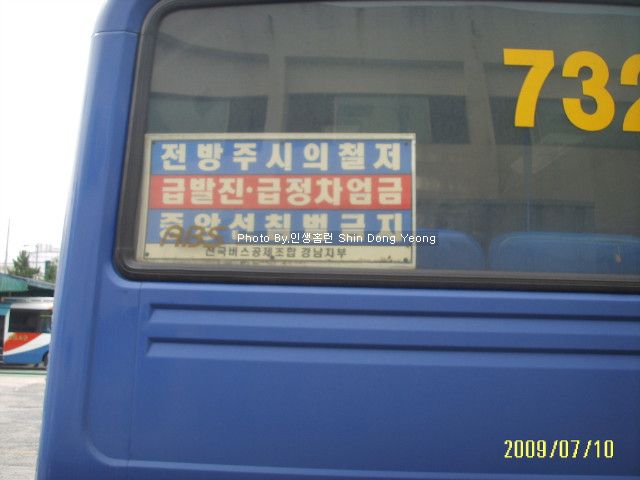 732
전방주시의철저
급발진·급정차엄금
중앙선침범금지
ABS
Photo By.인생홈런 Shin Dong Yeong
전국버스공제조합 경남지부
2009/07/10